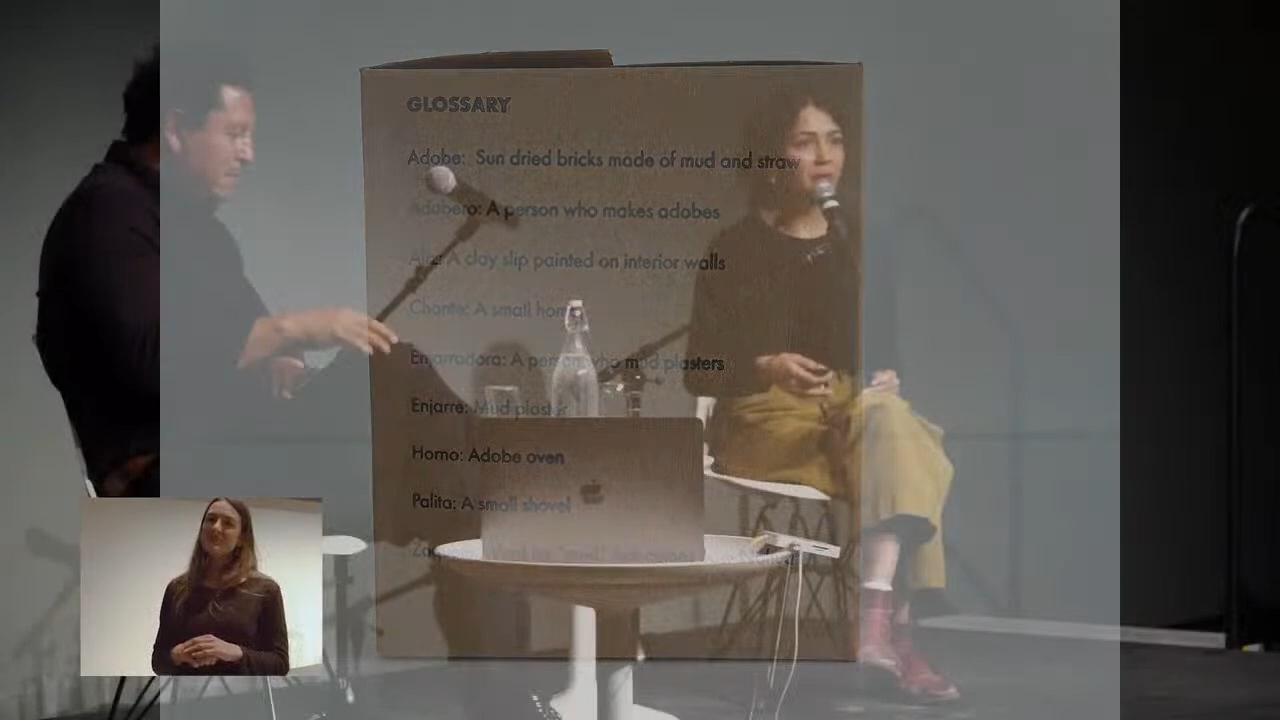 GLOSSARY
Adobe: Sun dried bricks made of mud and straw
Adobero: A person who makes adobes
Aliz: A clay slip painted on interior walls
Chante: A small home
Enjarradora: A person who mud plasters
Enjarre: Mud plaster
Horno: Adobe oven
Palita: A small shovel